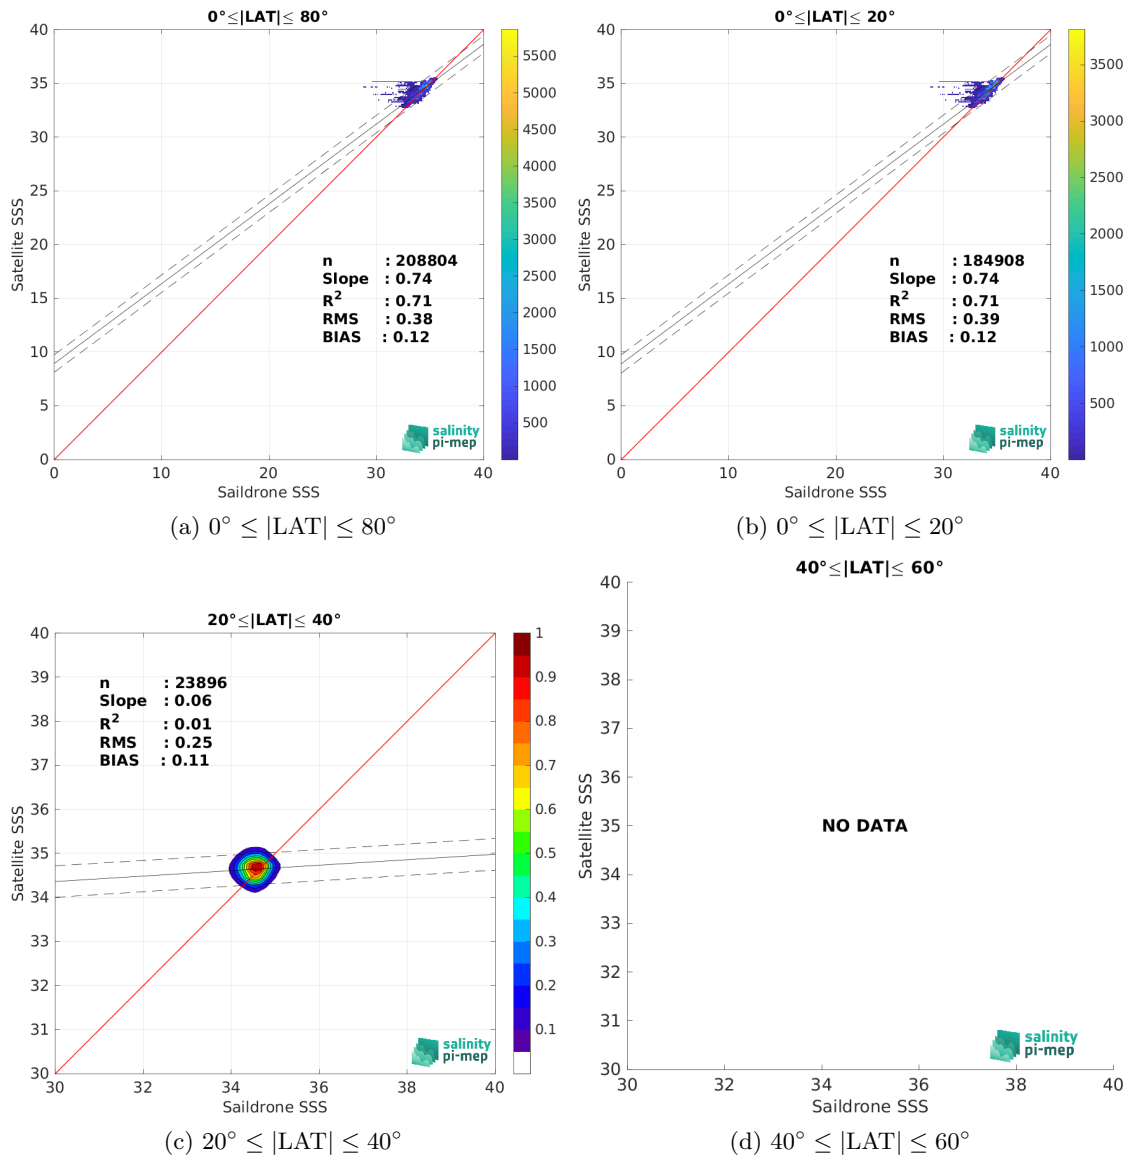 0°≤|LAT|≤ 80°
Satellite SSS
40
35
30
25
20
15
10
5
0
0 10 20 30 40
Saildrone SSS
n : 208804
Slope : 0.74
R2 : 0.71
RMS : 0.38
BIAS : 0.12
salinity
pi-mep
5500
5000
4500
4000
3500
3000
2500
2000
1500
1000
500
(a) 0° ≤ |LAT| ≤ 80°
0°≤|LAT|≤ 20°
Satellite SSS
40
35
30
25
20
15
10
5
0
0 10 20 30 40
Saildrone SSS
n : 184908
Slope : 0.74
R2 : 0.71
RMS : 0.39
BIAS : 0.12
salinity
pi-mep
3500
3000
2500
2000
1500
1000
500
(b) 0° ≤ |LAT| ≤ 20°
20°≤|LAT|≤ 40°
Satellite SSS
40
39
38
37
36
35
34
33
32
31
30
30 32 34 36 38 40
Saildrone SSS
n : 23896
Slope : 0.06
R2 : 0.01
RMS : 0.25
BIAS : 0.11
salinity
pi-mep
1
0.9
0.8
0.7
0.6
0.5
0.4
0.3
0.2
0.1
(c) 20° ≤ |LAT| ≤ 40°
40°≤|LAT|≤ 60°
Satellite SSS
40
39
38
37
36
35
34
33
32
31
30
30 32 34 36 38 40
Saildrone SSS
NO DATA
salinity
pi-mep
(d) 40° ≤ |LAT| ≤ 60°